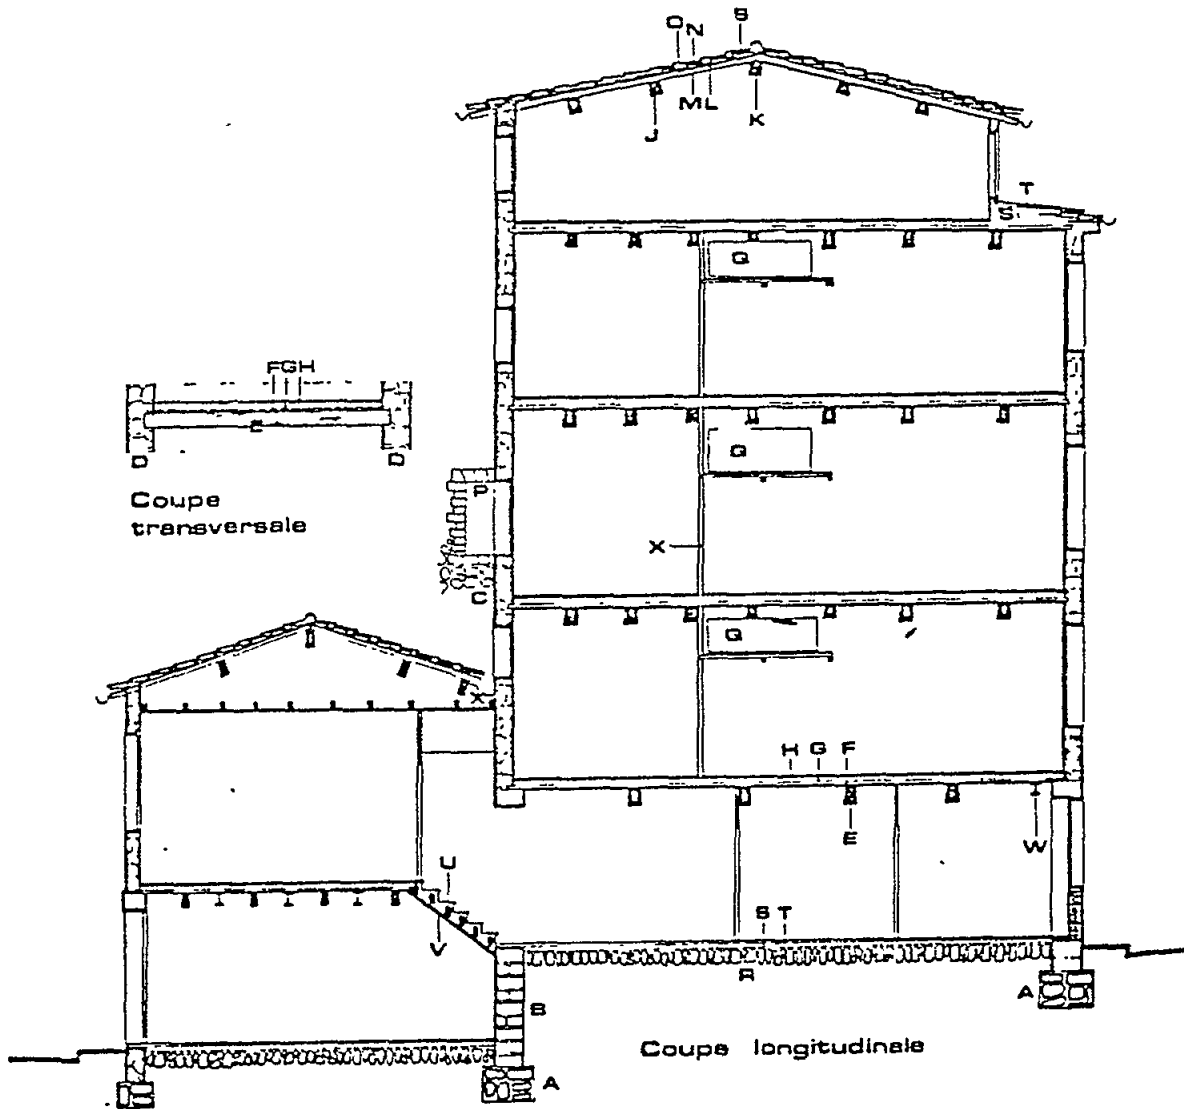 O N S
M L
J
K
T
S
Q
F G H
E
D D
Coupe
transversale
P
Q
X
C
Q
X
H G F
E
W
U
V
S T
R
B
A
A
Coupe longitudinale